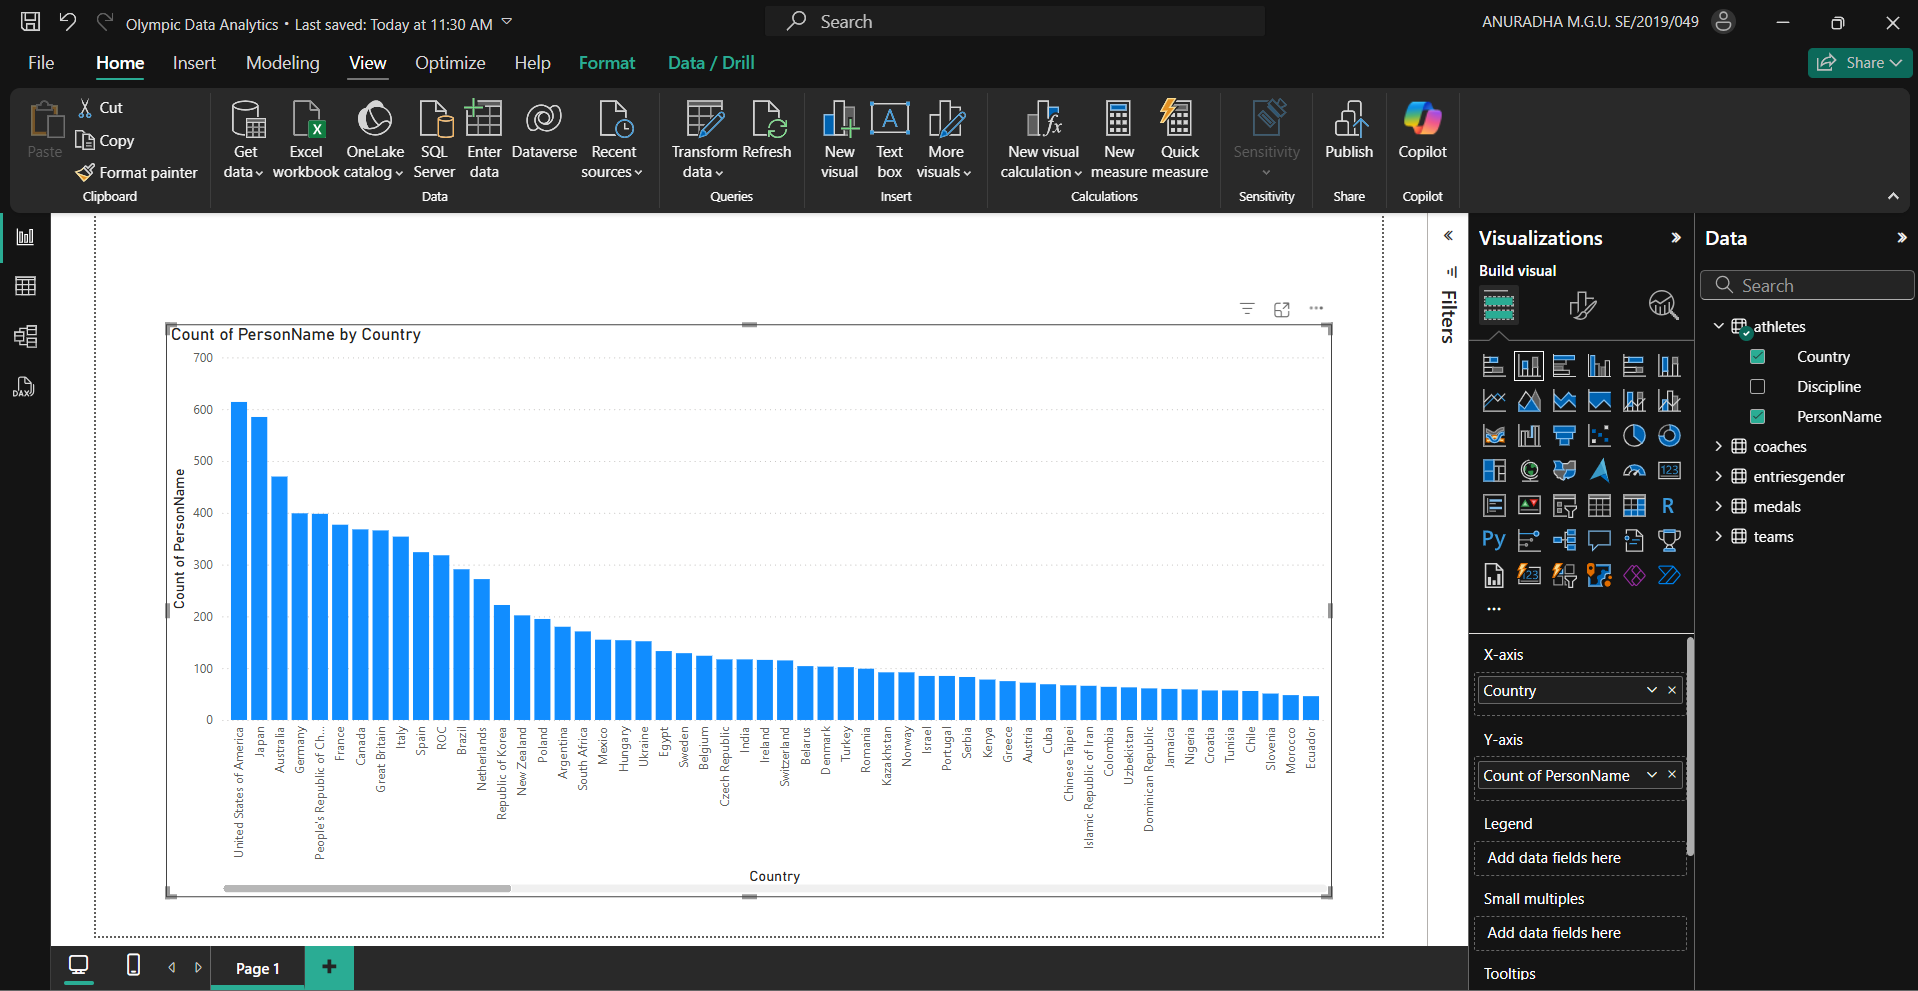 Olympic Data Analytics • Last saved: Today at 11:30 AM
Search
ANURADHA M.G.U. SE/2019/049
File
Home
Insert
Modeling
View
Optimize
Help
Format
Data / Drill
Share
Paste
Cut
Copy
Format painter
Clipboard
Get data
Excel workbook
OneLake catalog
SQL Server
Enter data
Dataverse
Recent sources
Data
Transform data
Refresh
Queries
New visual
Text box
More visuals
Insert
New visual calculation
New measure
Quick measure
Calculations
Sensitivity
Sensitivity
Publish
Share
Copilot
Copilot
DAX
Count of PersonName by Country
Count of PersonName
700
600
500
400
300
200
100
0
United States of America
Japan
Australia
Germany
People's Republic of Ch...
France
Canada
Great Britain
Italy
Spain
ROC
Brazil
Netherlands
Republic of Korea
New Zealand
Poland
Argentina
South Africa
Mexico
Hungary
Ukraine
Egypt
Sweden
Belgium
Czech Republic
India
Ireland
Switzerland
Belarus
Denmark
Turkey
Romania
Kazakhstan
Norway
Israel
Portugal
Serbia
Kenya
Greece
Austria
Cuba
Chinese Taipei
Islamic Republic of Iran
Colombia
Uzbekistan
Dominican Republic
Jamaica
Nigeria
Croatia
Tunisia
Chile
Slovenia
Morocco
Ecuador
Country
Filters
Visualizations
Build visual
123
R
Py
123
...
X-axis
Country
Y-axis
Count of PersonName
Legend
Add data fields here
Small multiples
Add data fields here
Tooltips
Data
Search
athletes
Country
Discipline
PersonName
coaches
entriesgender
medals
teams
Page 1